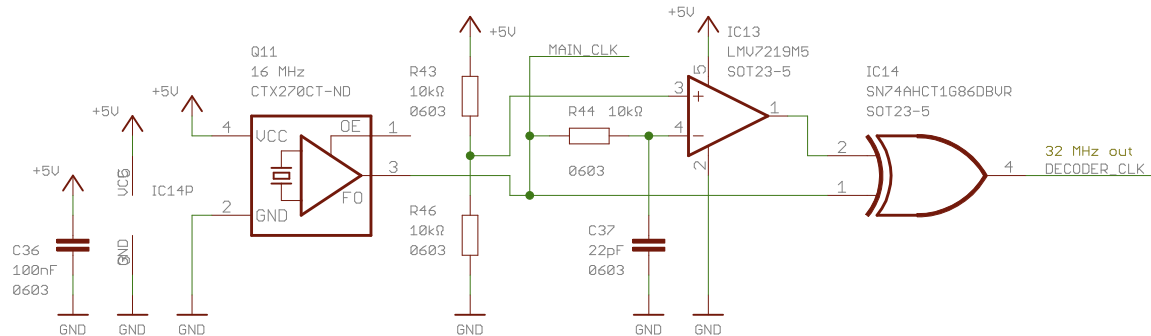 +5V
+5V
+5V
Q11
16 MHz
CTX270CT-ND
4
VCC
OE
1
3
FO
2
GND
VCC
GND
IC14P
C36
100nF
0603
GND
GND
GND
+5V
R43
10kΩ
0603
R46
10kΩ
0603
GND
MAIN_CLK
R44 10kΩ
0603
C37
22pF
0603
GND
+5V
IC13
LMV7219M5
SOT23-5
5
3
+
4
-
1
2
GND
IC14
SN74AHCT1G86DBVR
SOT23-5
2
1
4
32 MHz out
DECODER_CLK